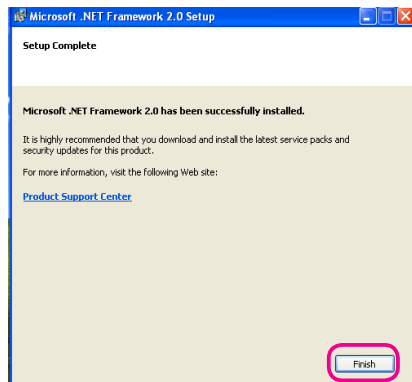 Microsoft .NET Framework 2.0 Setup
Setup Complete
Microsoft .NET Framework 2.0 has been successfully installed.
It is highly recommended that you download and install the latest service packs and
security updates for this product.
For more information, visit the following Web site:
Product Support Center
Finish